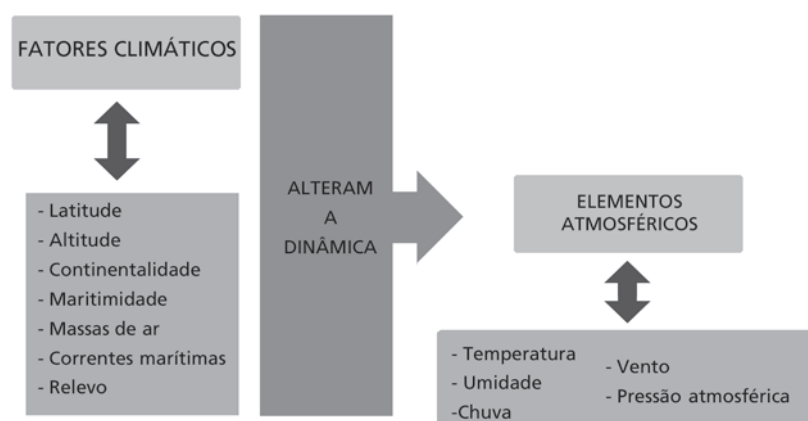 FATORES CLIMÁTICOS
- Latitude
- Altitude
- Continentalidade
- Maritimidade
- Massas de ar
- Correntes marítimas
- Relevo
ALTERAM
A
DINÂMICA
ELEMENTOS
ATMOSFÉRICOS
- Temperatura
- Umidade
-Chuva
- Vento
- Pressão atmosférica